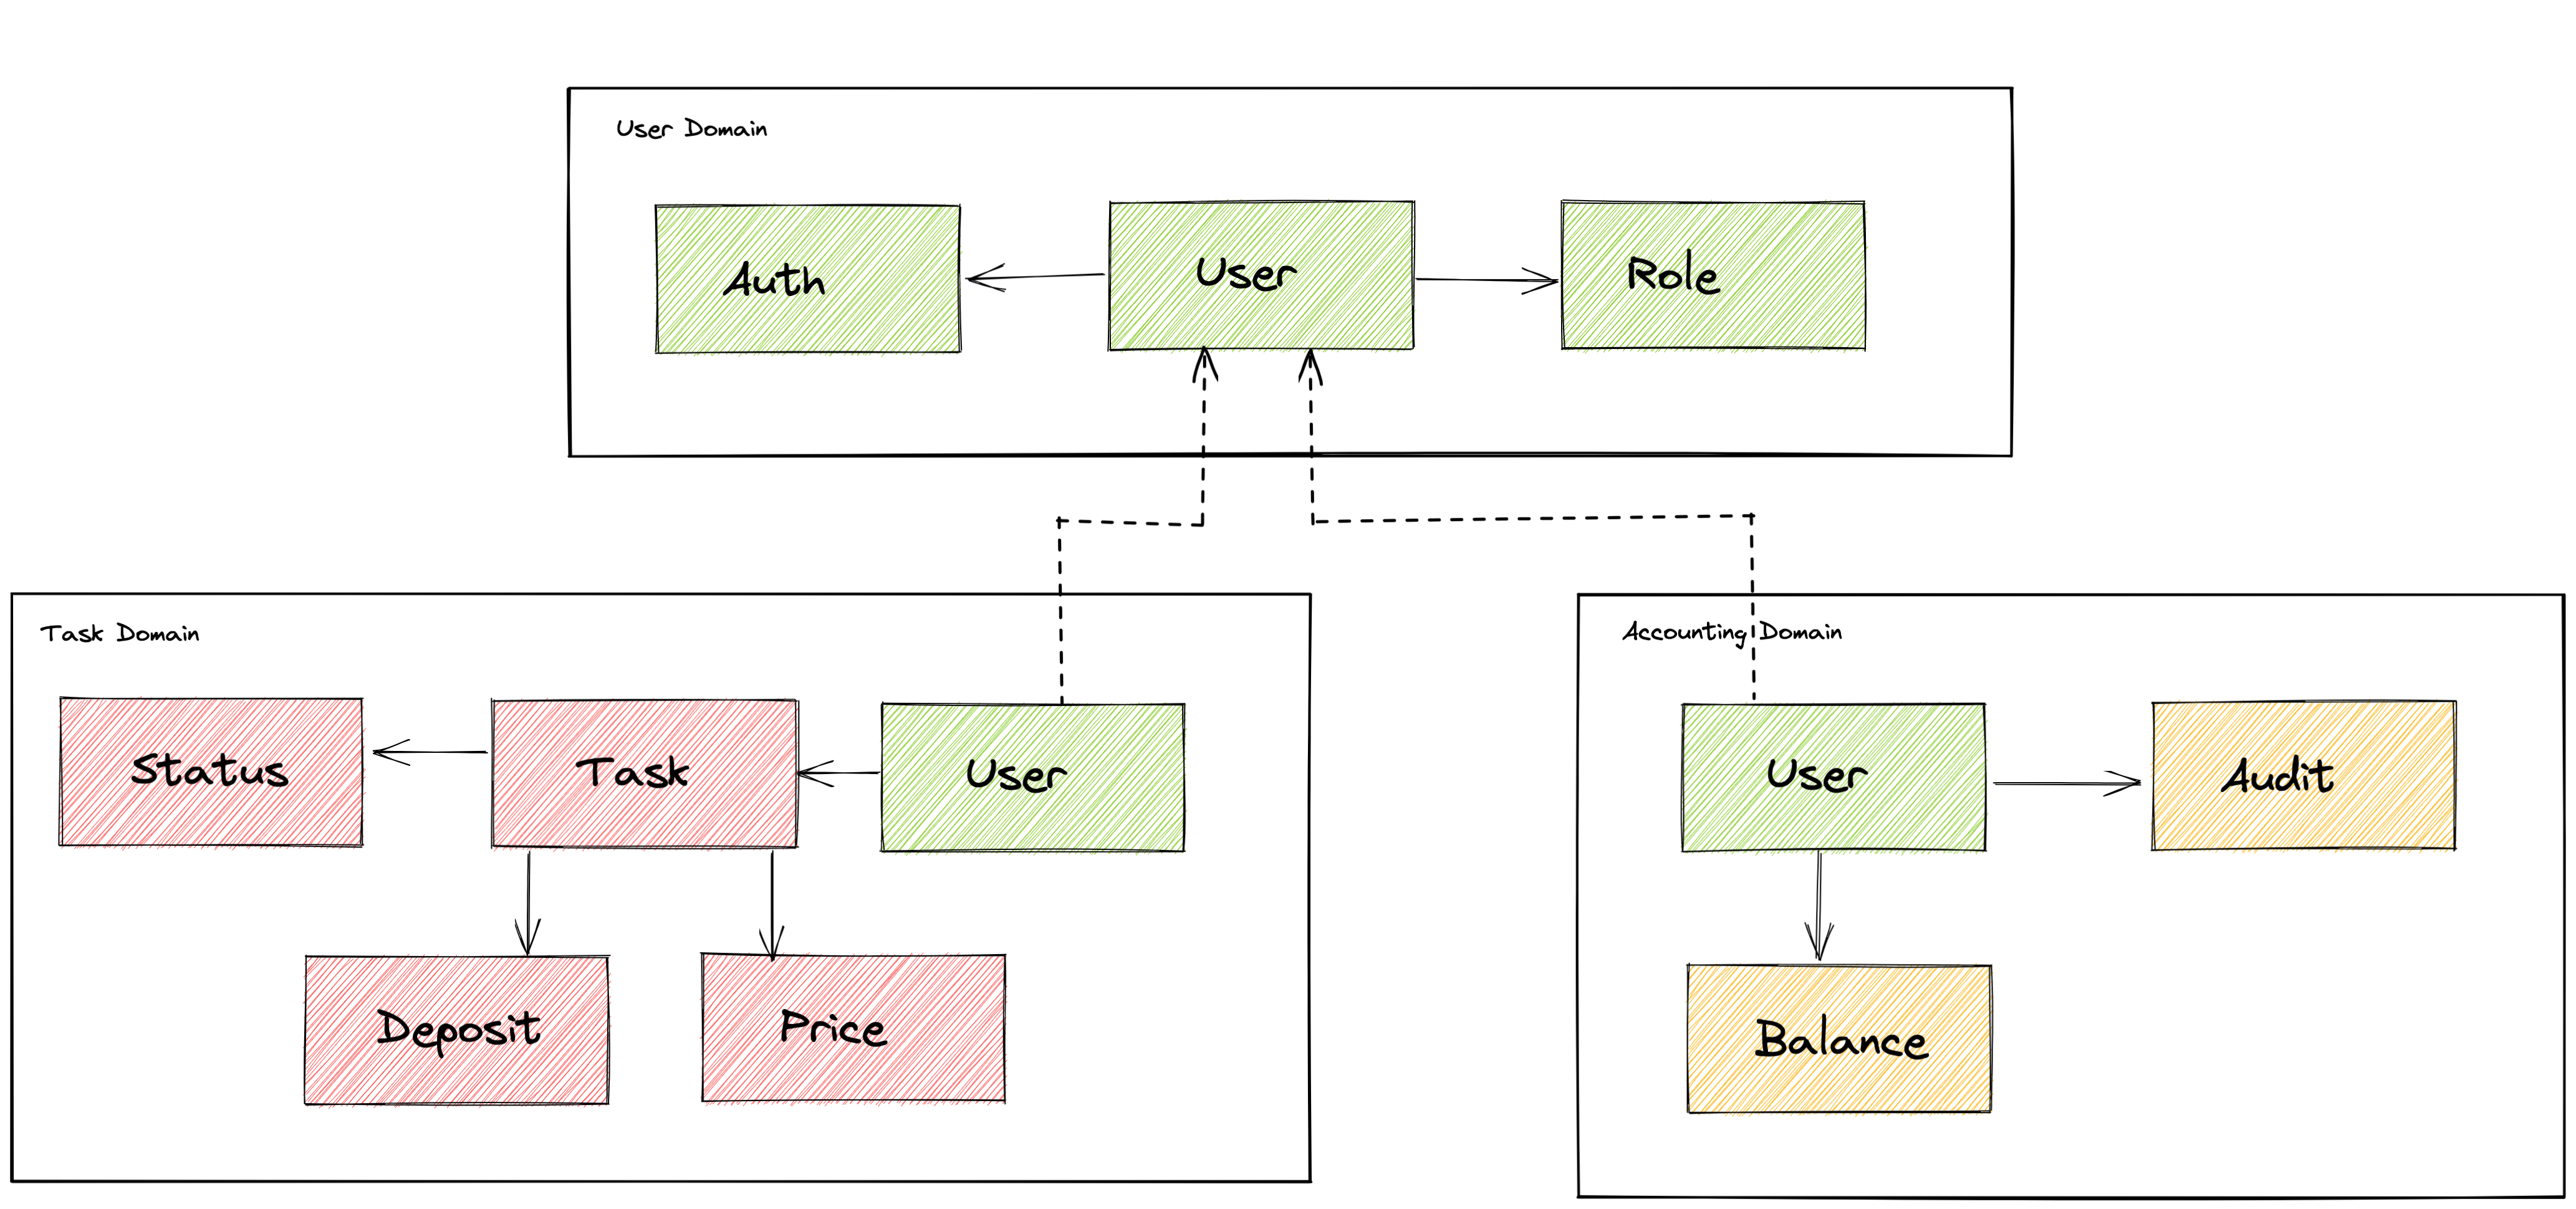 User Domain
Auth
User
Role
Task Domain
Status
Task
User
Deposit
Price
Accounting Domain
User
Audit
Balance